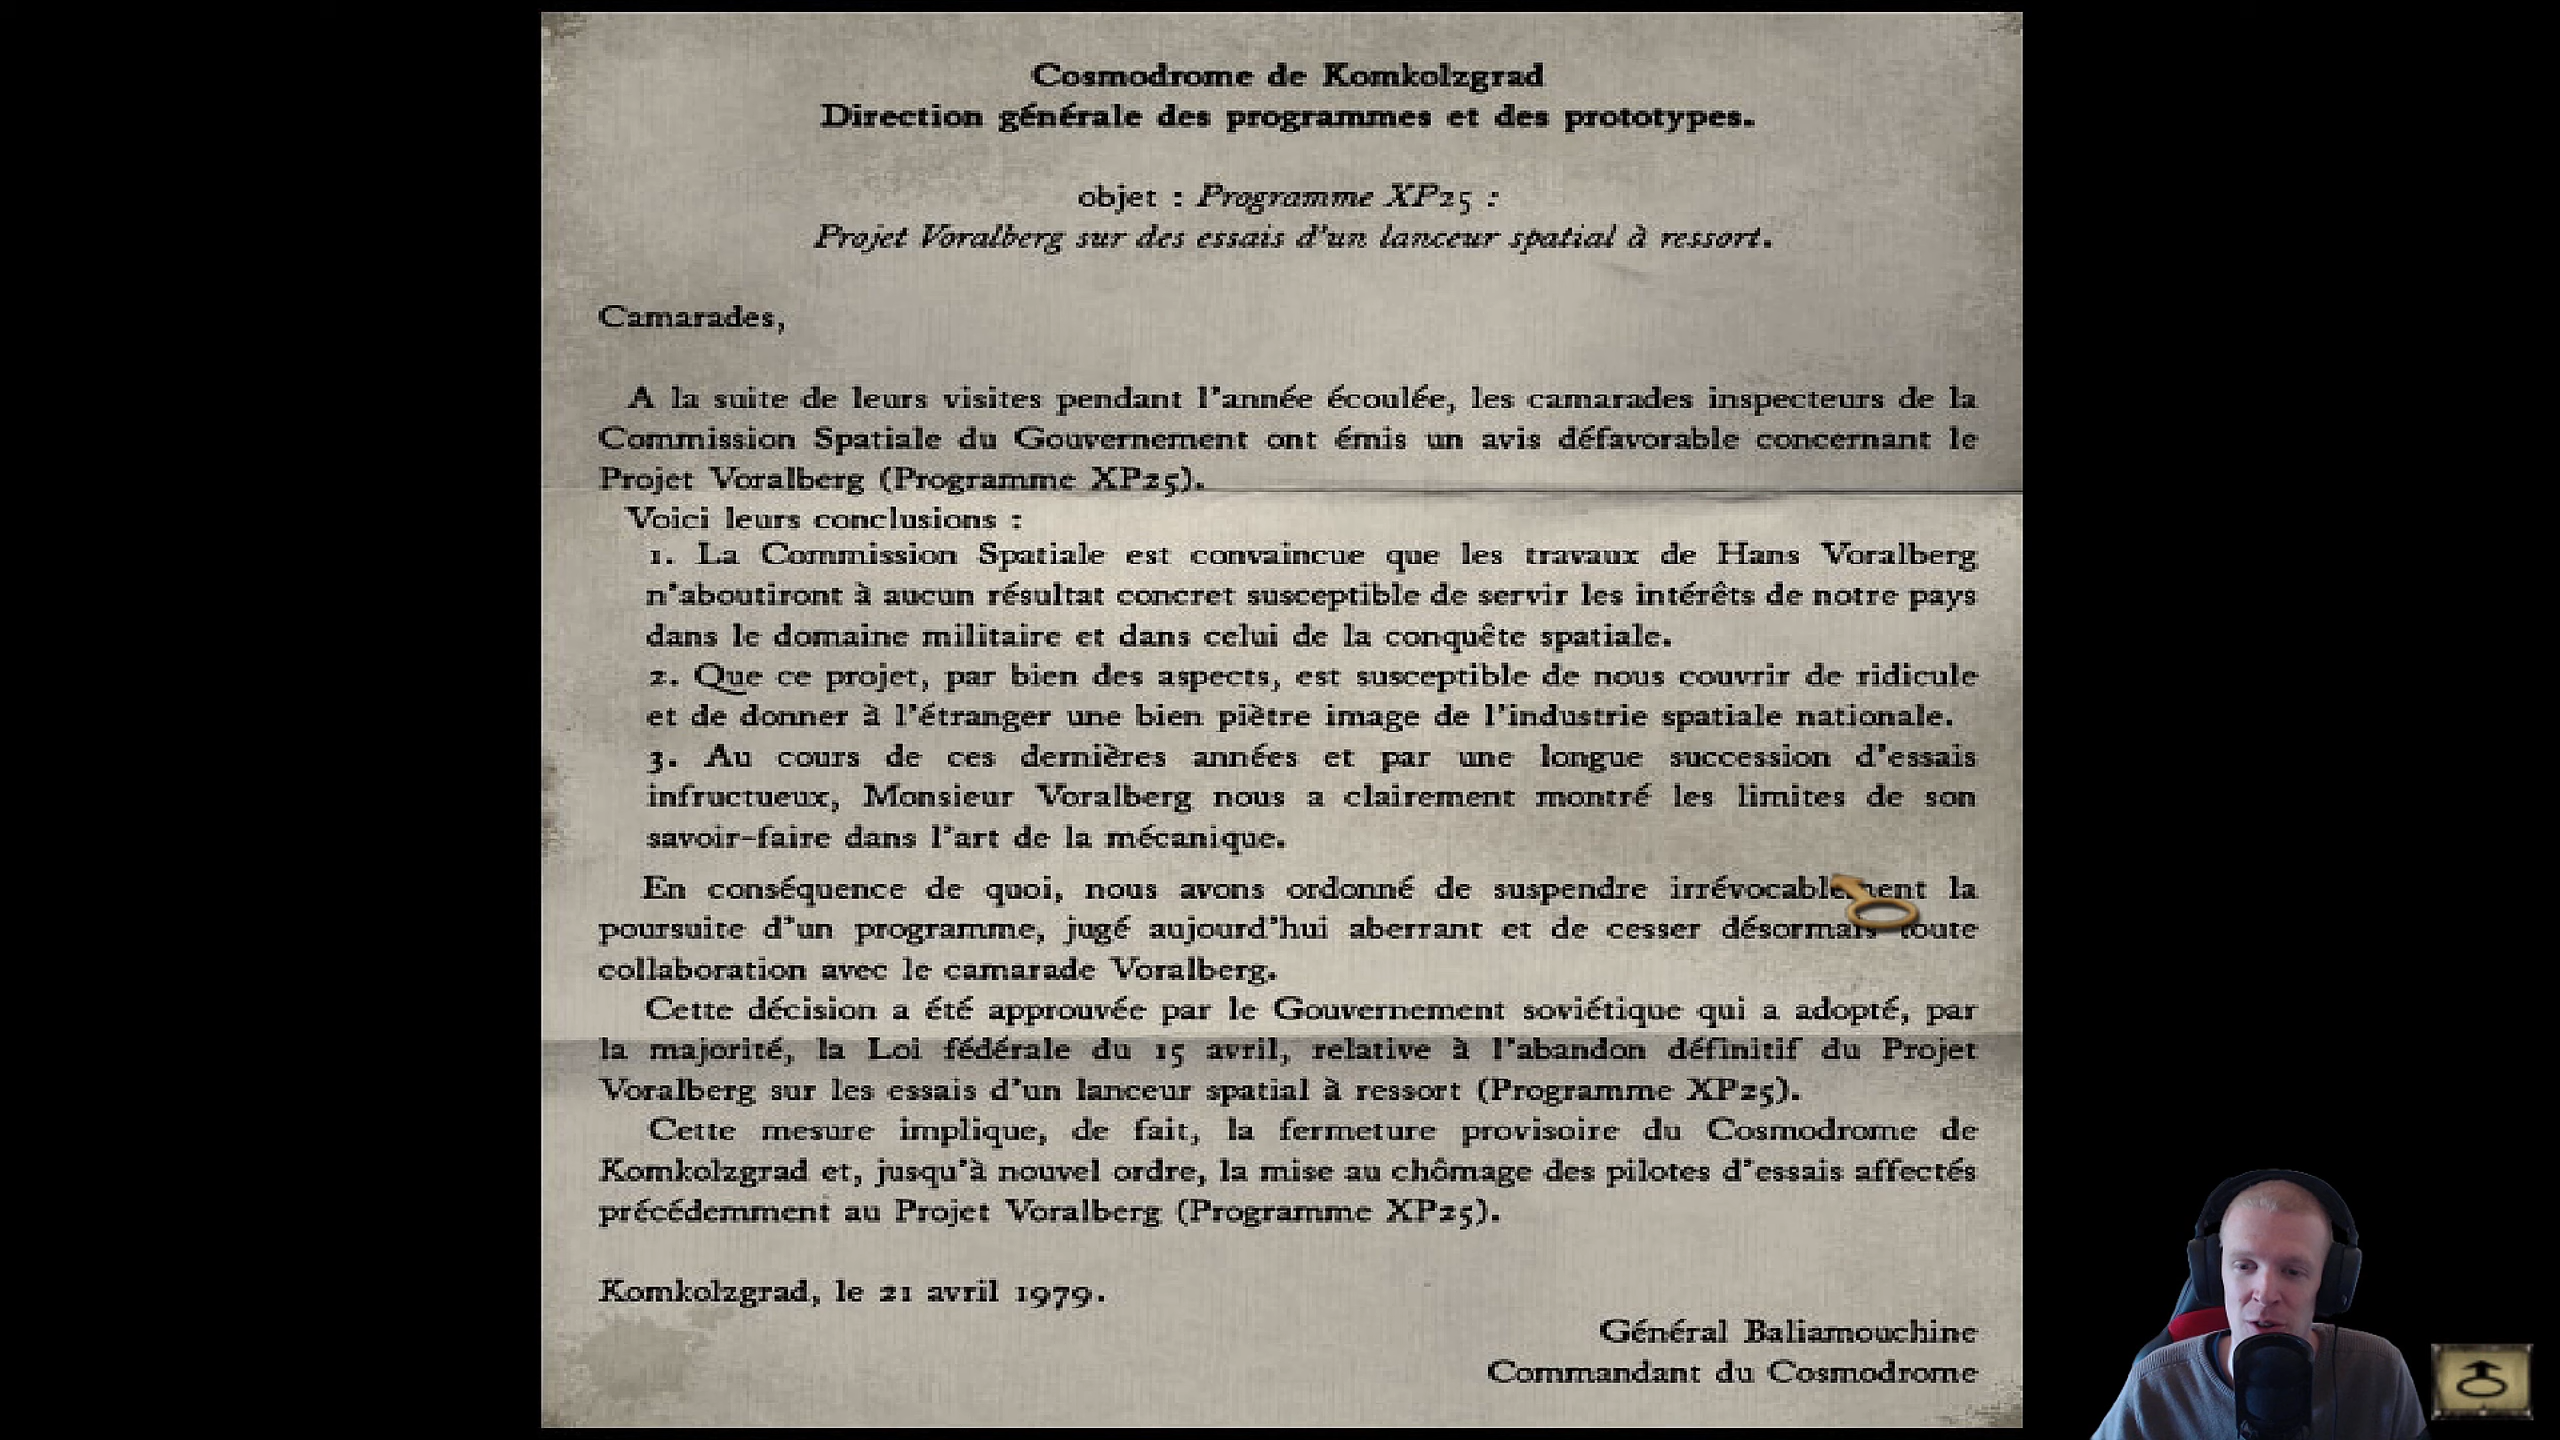 Cosmodrome de Komkolzgrad
Direction générale des programmes et des prototypes.
objet : Programme XP25 :
Projet Voralberg sur des essais d'un lanceur spatial à ressort.
Camarades,
A la suite de leurs visites pendant l'année écoulée, les camarades inspecteurs de la
Commission Spatiale du Gouvernement ont émis un avis défavorable concernant le
Projet Voralberg (Programme XP25).
Voici leurs conclusions :
1. La Commission Spatiale est convaincue que les travaux de Hans Voralberg
n'aboutiront à aucun résultat concret susceptible de servir les intérêts de notre pays
dans le domaine militaire et dans celui de la conquête spatiale.
2. Que ce projet, par bien des aspects, est susceptible de nous couvrir de ridicule
et de donner à l'étranger une bien piètre image de l'industrie spatiale nationale.
3. Au cours de ces dernières années et par une longue succession d'essais
infructueux, Monsieur Voralberg nous a clairement montré les limites de son
savoir-faire dans l'art de la mécanique.
En conséquence de quoi, nous avons ordonné de suspendre irrévocablement la
poursuite d'un programme, jugé aujourd'hui aberrant et de cesser désormais toute
collaboration avec le camarade Voralberg.
Cette décision a été approuvée par le Gouvernement soviétique qui a adopté, par
la majorité, la Loi fédérale du 15 avril, relative à l'abandon définitif du Projet
Voralberg sur les essais d'un lanceur spatial à ressort (Programme XP25).
Cette mesure implique, de fait, la fermeture provisoire du Cosmodrome de
Komkolzgrad et, jusqu'à nouvel ordre, la mise au chômage des pilotes d'essais affectés
précédemment au Projet Voralberg (Programme XP25).
Komkolzgrad, le 21 avril 1979.
Général Baliamouchine
Commandant du Cosmodrome